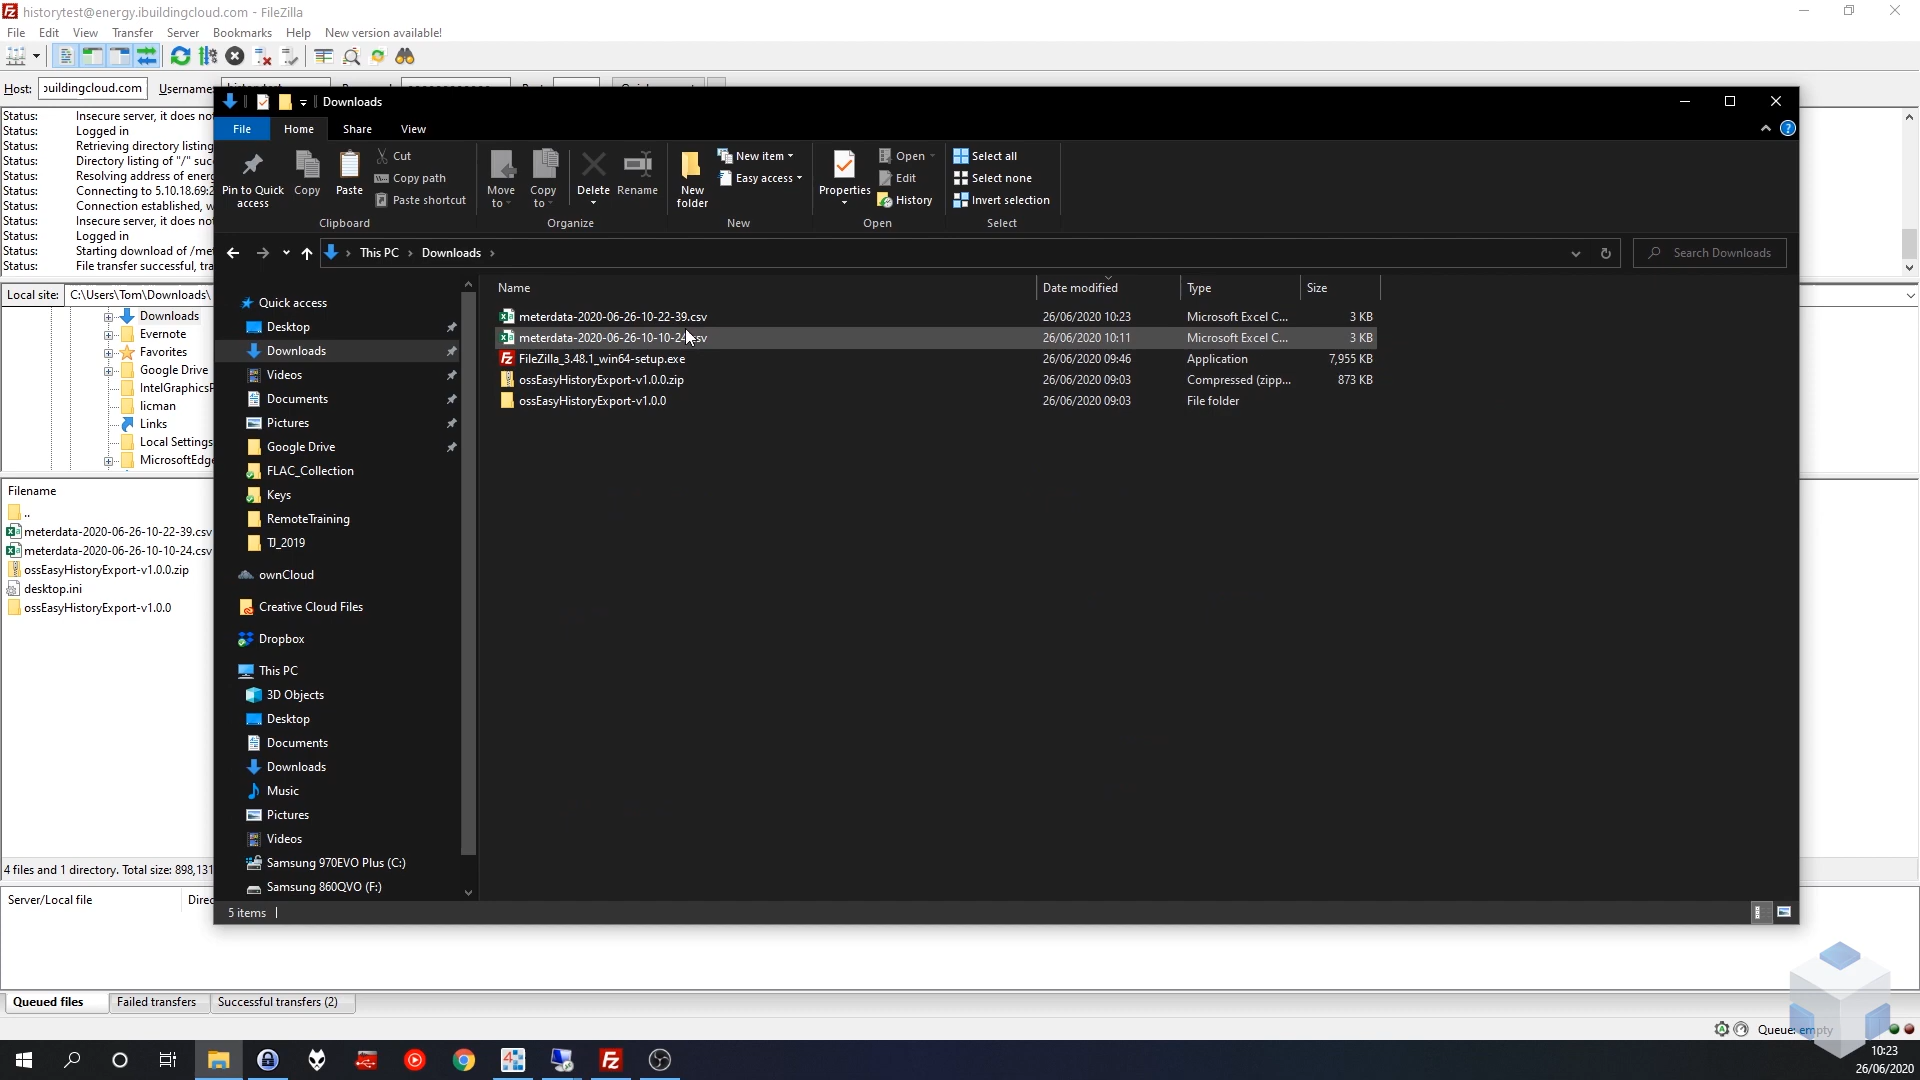 historytest@energy.ibuildingcloud.com - FileZilla
File Edit View Transfer Server Bookmarks Help New version available!
Host: buildingcloud.com Username:
Downloads
File Home Share View
Pin to Quick access
Copy
Paste
Cut
Copy path
Paste shortcut
Clipboard
Move to
Copy to
Delete
Rename
Organize
New folder
New item
Easy access
New
Properties
Open
Edit
History
Open
Select all
Select none
Invert selection
Select
Status: Insecure server, it does not
Status: Logged in
Status: Retrieving directory listing
Status: Directory listing of "/" suc
Status: Resolving address of energ
Status: Connecting to 5.10.18.69:2
Status: Connection established, w
Status: Insecure server, it does not
Status: Logged in
Status: Starting download of /me
Status: File transfer successful, tra
This PC Downloads
Search Downloads
Local site: C:\Users\Tom\Downloads\
Downloads
Evernote
Favorites
Google Drive
IntelGraphicsP
licman
Links
Local Settings
MicrosoftEdge
Filename
..
meterdata-2020-06-26-10-22-39.csv
meterdata-2020-06-26-10-10-24.csv
ossEasyHistoryExport-v1.0.0.zip
desktop.ini
ossEasyHistoryExport-v1.0.0
4 files and 1 directory. Total size: 898,131
Quick access
Desktop
Downloads
Videos
Documents
Pictures
Google Drive
FLAC_Collection
Keys
RemoteTraining
TJ_2019
ownCloud
Creative Cloud Files
Dropbox
This PC
3D Objects
Desktop
Documents
Downloads
Music
Pictures
Videos
Samsung 970EVO Plus (C:)
Samsung 860QVO (F:)
Name Date modified Type Size
meterdata-2020-06-26-10-22-39.csv 26/06/2020 10:23 Microsoft Excel C... 3 KB
meterdata-2020-06-26-10-10-24.csv 26/06/2020 10:11 Microsoft Excel C... 3 KB
FileZilla_3.48.1_win64-setup.exe 26/06/2020 09:46 Application 7,955 KB
ossEasyHistoryExport-v1.0.0.zip 26/06/2020 09:03 Compressed (zipp... 873 KB
ossEasyHistoryExport-v1.0.0 26/06/2020 09:03 File folder
5 items
Server/Local file Direc
Queued files Failed transfers Successful transfers (2)
Queue: empty
10:23
26/06/2020